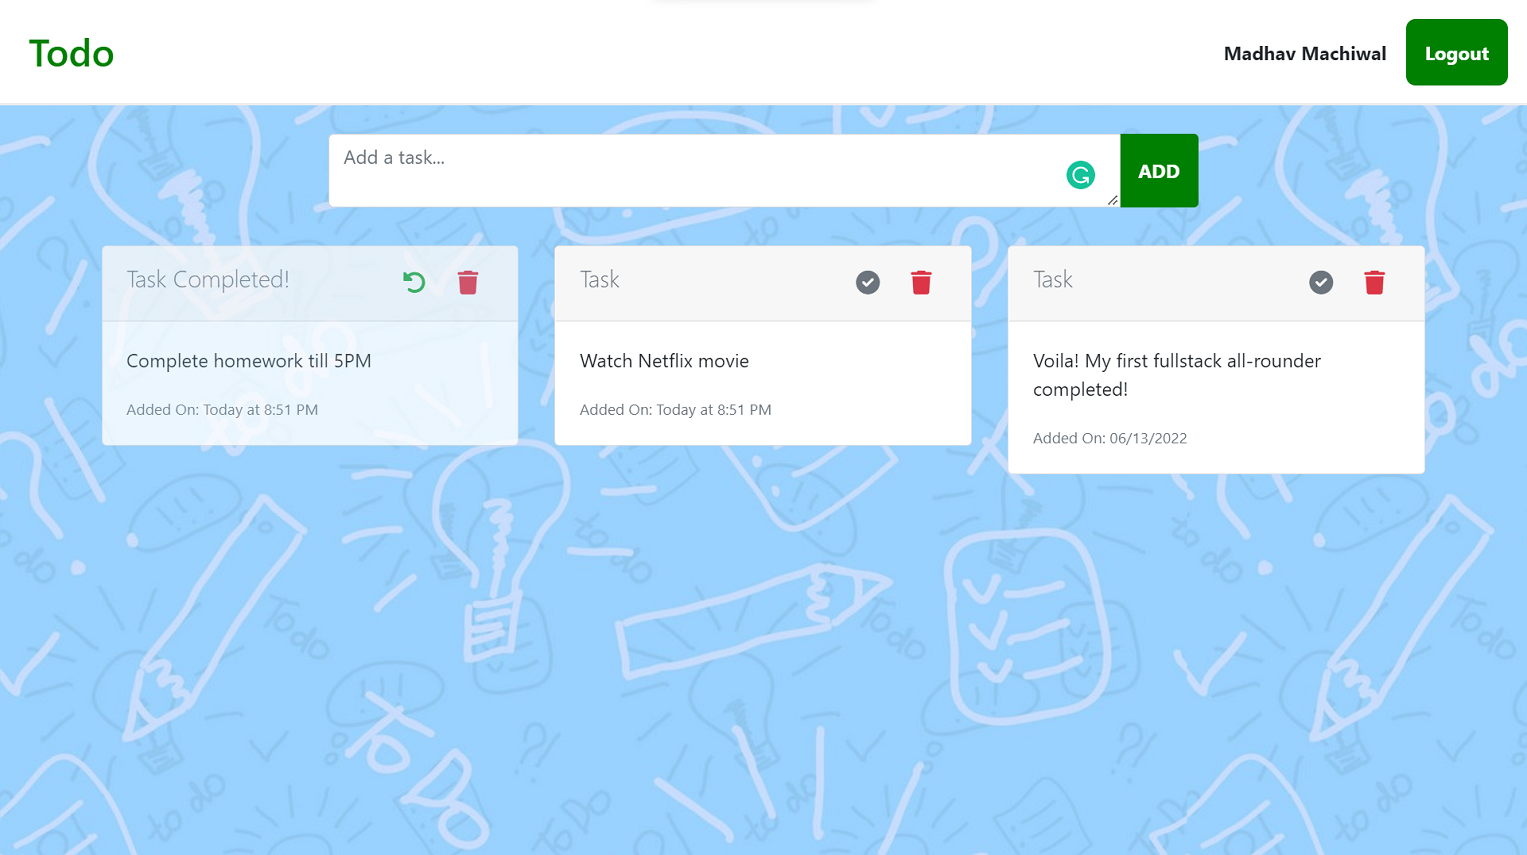 Todo
Madhav Machiwal
Logout
Add a task...
ADD
Task Completed!
Complete homework till 5PM
Added On: Today at 8:51 PM
Task
Watch Netflix movie
Added On: Today at 8:51 PM
Task
Voila! My first fullstack all-rounder
completed!
Added On: 06/13/2022
To Do